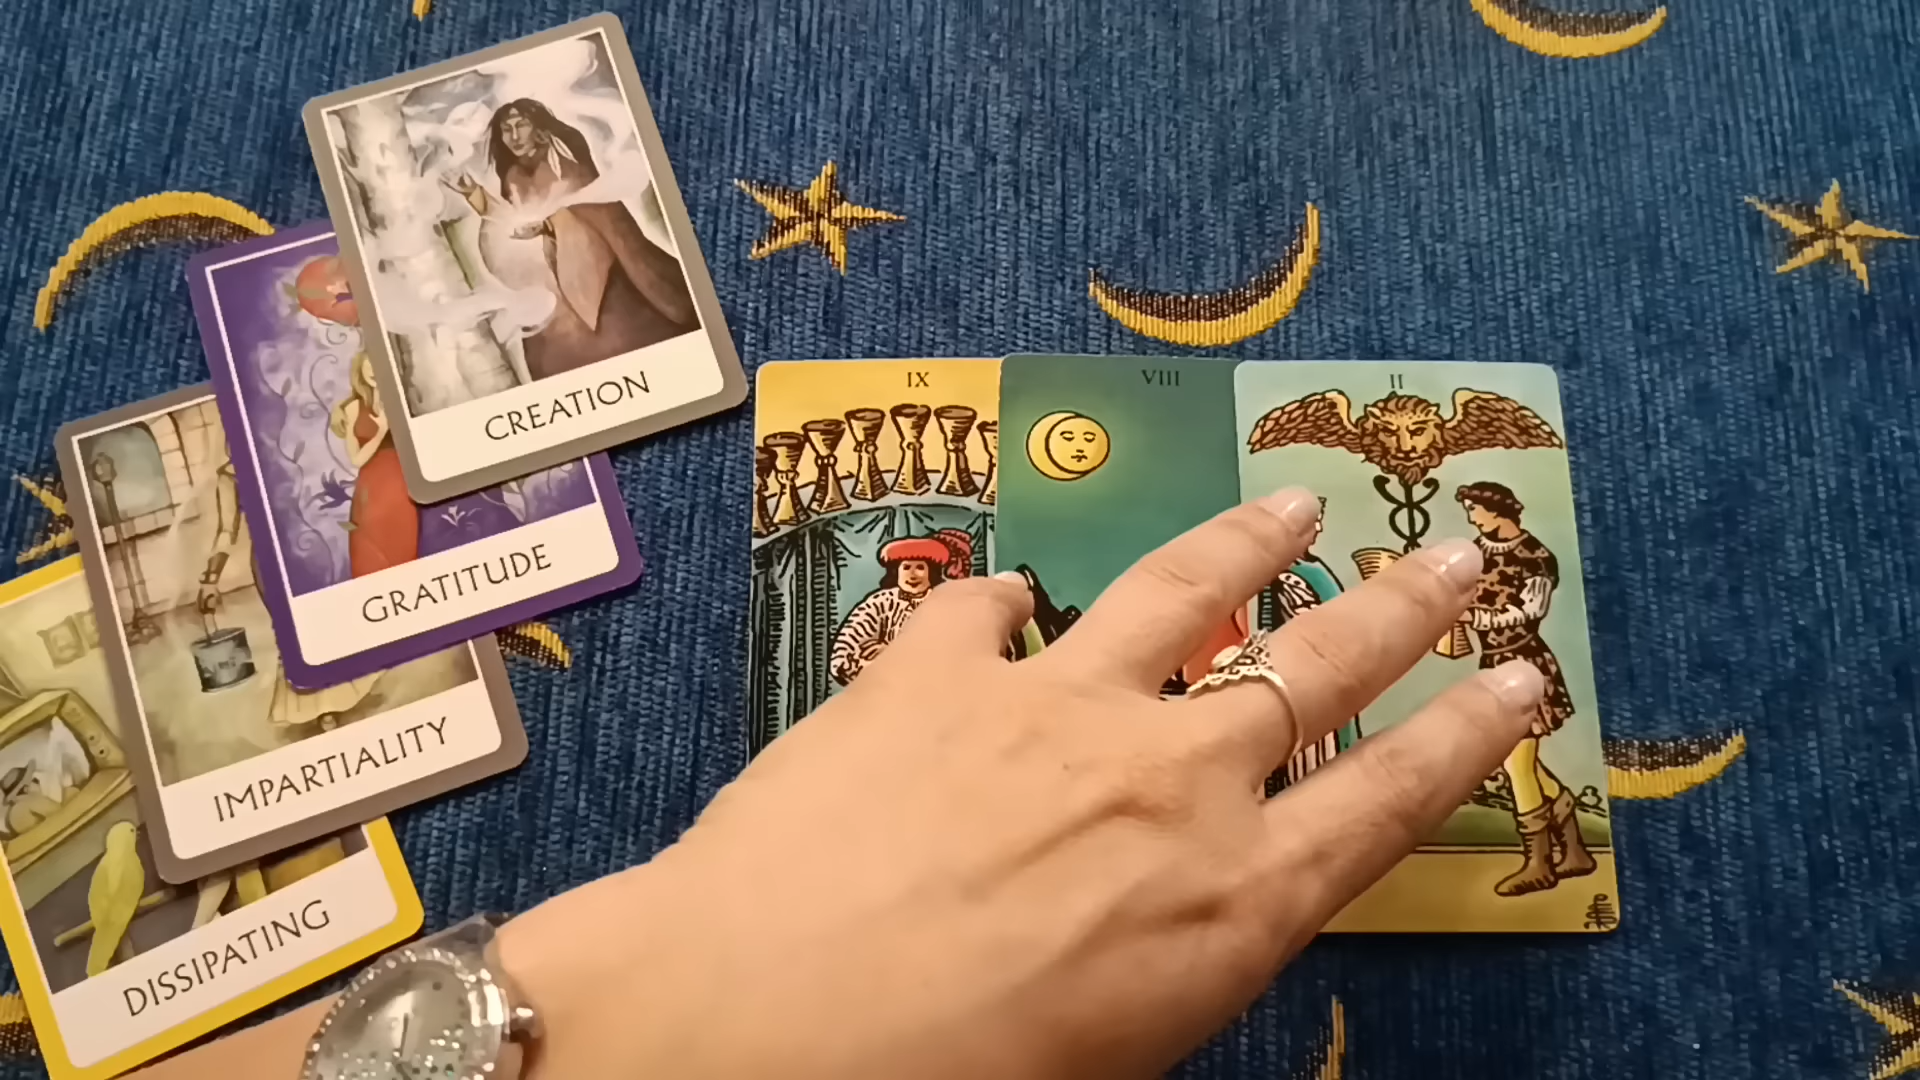 CREATION
GRATITUDE
IMPARTIALITY
DISSIPATING
IX
VIII
II